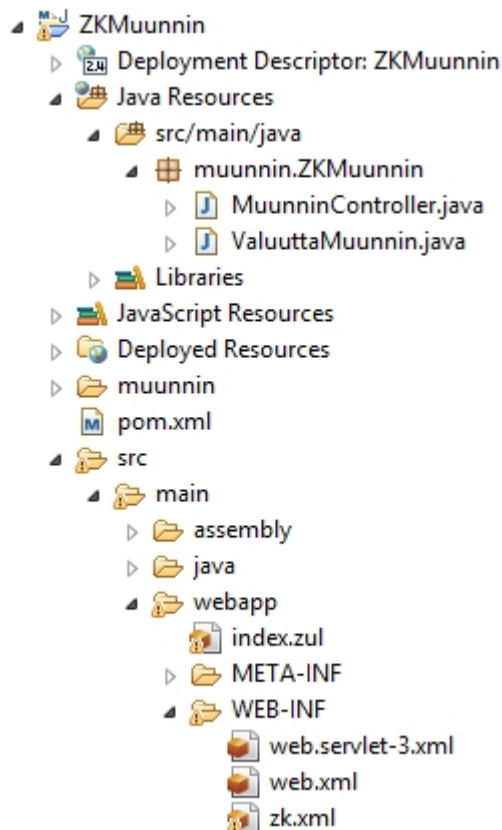 ZKMuunnin
Deployment Descriptor: ZKMuunnin
Java Resources
src/main/java
muunnin.ZKMuunnin
MuunninController.java
ValuuttaMuunnin.java
Libraries
JavaScript Resources
Deployed Resources
muunnin
pom.xml
src
main
assembly
java
webapp
index.zul
META-INF
WEB-INF
web.servlet-3.xml
web.xml
zk.xml